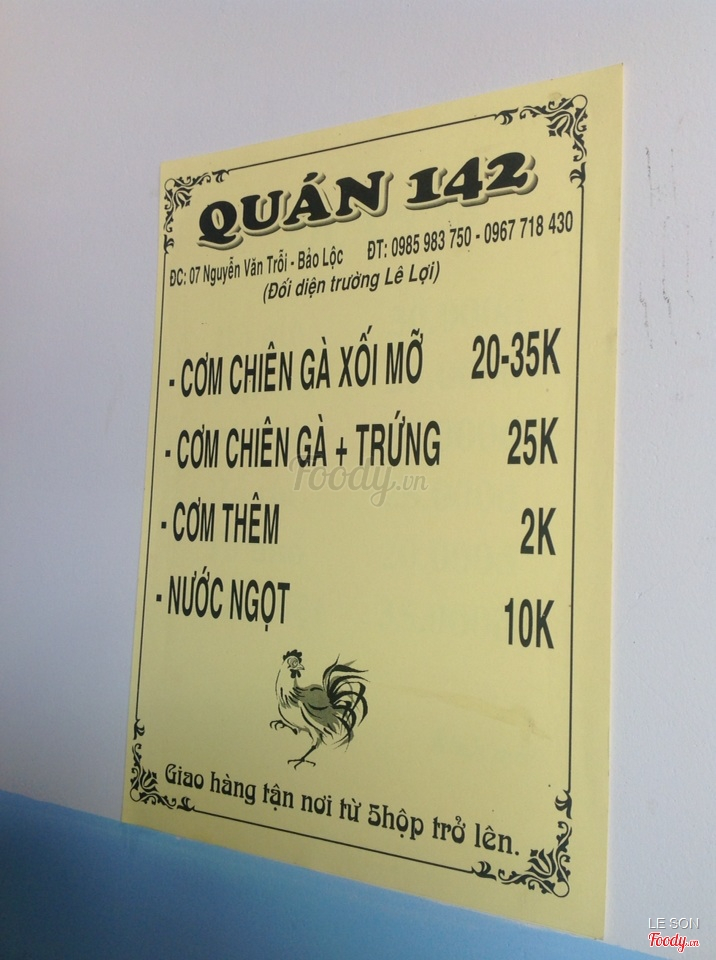 QUÁN 142
ĐC: 07 Nguyễn Văn Trỗi - Bảo Lộc ĐT: 0985 983 750 - 0967 718 430
(Đối diện trường Lê Lợi)
- CƠM CHIÊN GÀ XỐI MỠ 20-35K
- CƠM CHIÊN GÀ + TRỨNG 25K
Foody.vn
- CƠM THÊM 2K
- NƯỚC NGỌT 10K
Giao hàng tận nơi từ 5hộp trở lên.
LE SON
Foody.vn